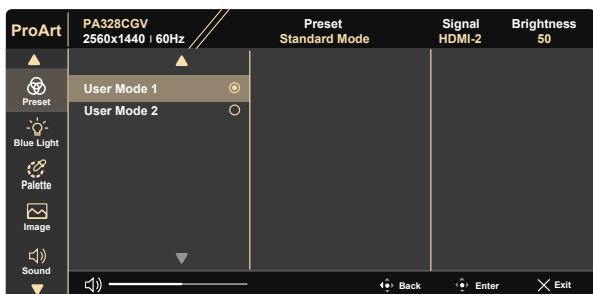 ProArt
PA328CGV
2560x1440 | 60Hz
Preset
Standard Mode
Signal
HDMI-2
Brightness
50
Preset
Blue Light
Palette
Image
Sound
User Mode 1
User Mode 2
Back
Enter
Exit